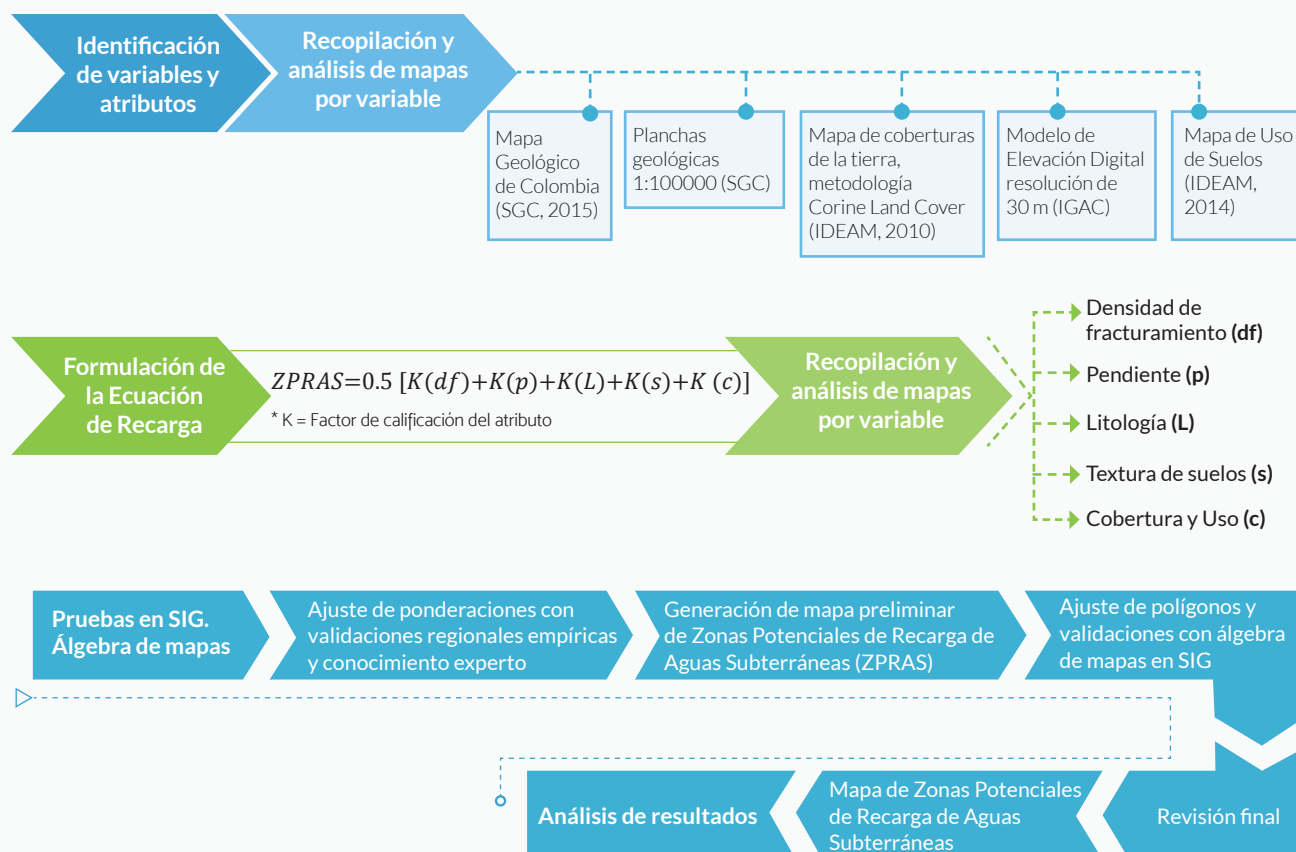 Identificación
de variables y
atributos
Recopilación y
análisis de mapas
por variable
Mapa
Geológico
de Colombia
(SGC, 2015)
Planchas
geológicas
1:100000 (SGC)
Mapa de coberturas
de la tierra,
metodología
Corine Land Cover
(IDEAM, 2010)
Modelo de
Elevación Digital
resolución de
30 m (IGAC)
Mapa de Uso
de Suelos
(IDEAM,
2014)
Formulación de
la Ecuación
de Recarga
ZPRAS=0.5 [K(df)+K(p)+K(L)+K(s)+K (c)]
* K = Factor de calificación del atributo
Recopilación y
análisis de mapas
por variable
Densidad de
fracturamiento (df)
Pendiente (p)
Litología (L)
Textura de suelos (s)
Cobertura y Uso (c)
Pruebas en SIG.
Álgebra de mapas
Ajuste de ponderaciones con
validaciones regionales empíricas
y conocimiento experto
Generación de mapa preliminar
de Zonas Potenciales de Recarga de
Aguas Subterráneas (ZPRAS)
Ajuste de polígonos y
validaciones con álgebra
de mapas en SIG
Revisión final
Mapa de Zonas Potenciales
de Recarga de Aguas
Subterráneas
Análisis de resultados